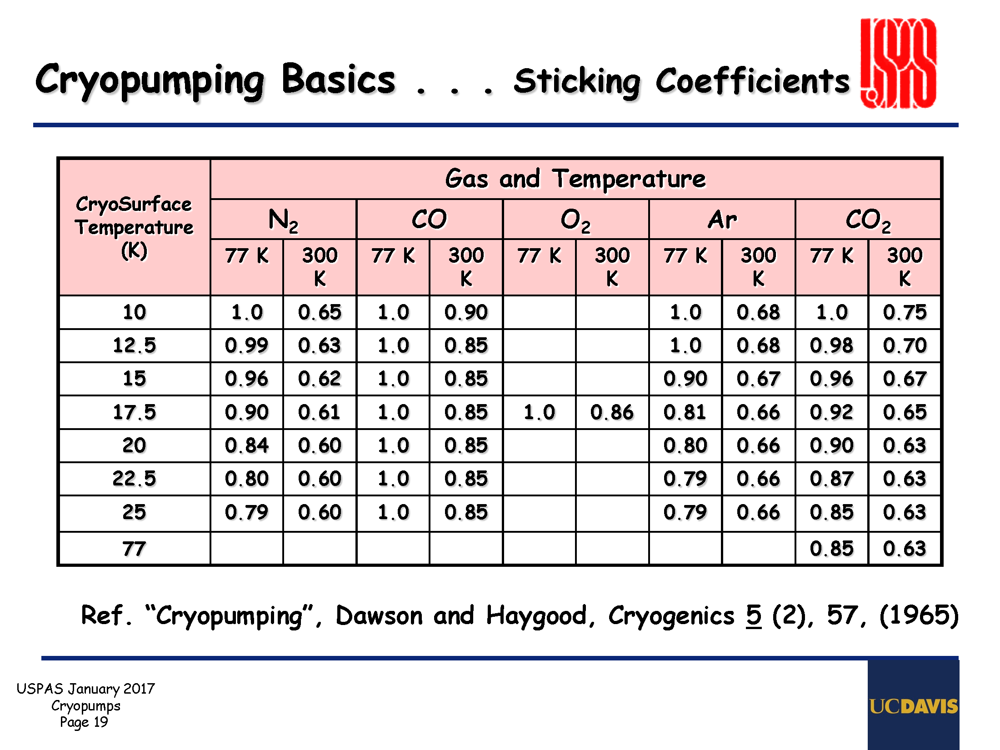 Cryopumping Basics . . . Sticking Coefficients
CryoSurface
Temperature
(K)
Gas and Temperature
N₂ CO O₂ Ar CO₂
77 K 300 K 77 K 300 K 77 K 300 K 77 K 300 K 77 K 300 K
10 1.0 0.65 1.0 0.90 1.0 0.68 1.0 0.75
12.5 0.99 0.63 1.0 0.85 1.0 0.68 0.98 0.70
15 0.96 0.62 1.0 0.85 0.90 0.67 0.96 0.67
17.5 0.90 0.61 1.0 0.85 1.0 0.86 0.81 0.66 0.92 0.65
20 0.84 0.60 1.0 0.85 0.80 0.66 0.90 0.63
22.5 0.80 0.60 1.0 0.85 0.79 0.66 0.87 0.63
25 0.79 0.60 1.0 0.85 0.79 0.66 0.85 0.63
77 0.85 0.63
Ref. “Cryopumping”, Dawson and Haygood, Cryogenics 5 (2), 57, (1965)
USPAS January 2017
Cryopumps
Page 19
UCDAVIS